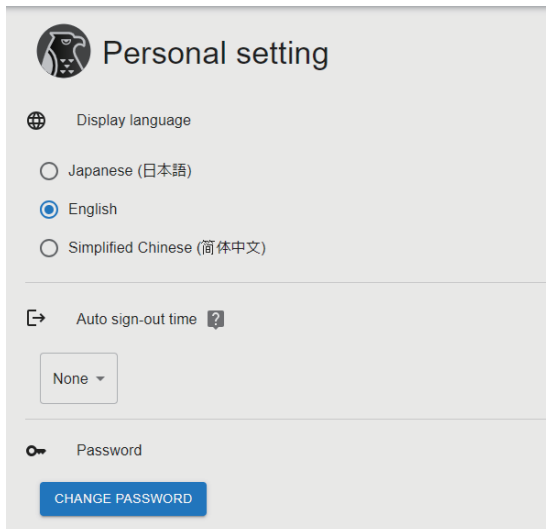 Personal setting
Display language
Japanese (日本語)
English
Simplified Chinese (简体中文)
Auto sign-out time
None
Password
CHANGE PASSWORD